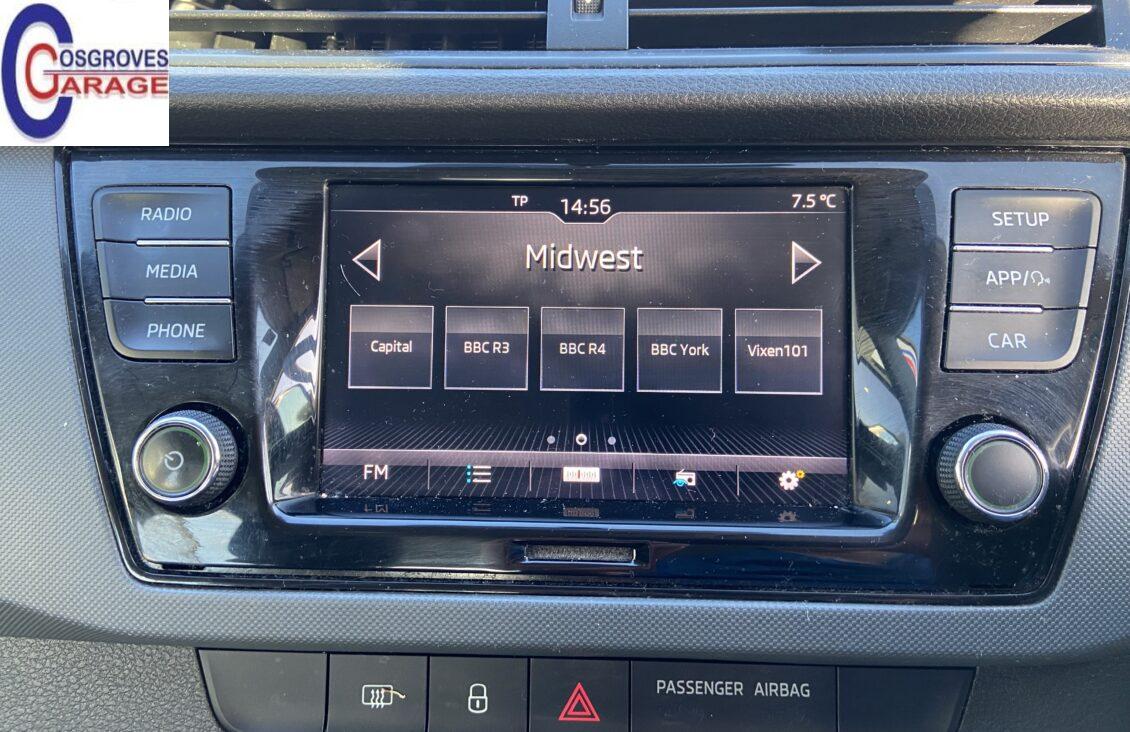 COSGROVES
GARAGE
RADIO
MEDIA
PHONE
TP 14:56 7.5 °C
Midwest
Capital BBC R3 BBC R4 BBC York Vixen101
FM
SETUP
APP/
CAR
PASSENGER AIRBAG